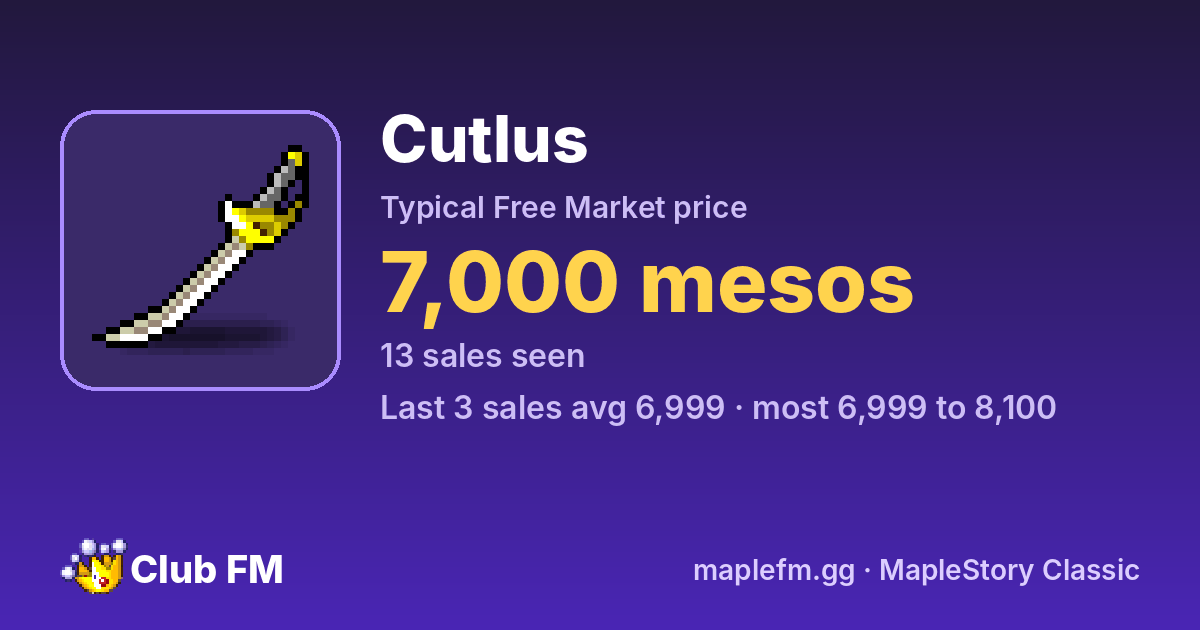 Cutlus
Typical Free Market price
7,000 mesos
13 sales seen
Last 3 sales avg 6,999 · most 6,999 to 8,100
Club FM
maplefm.gg · MapleStory Classic